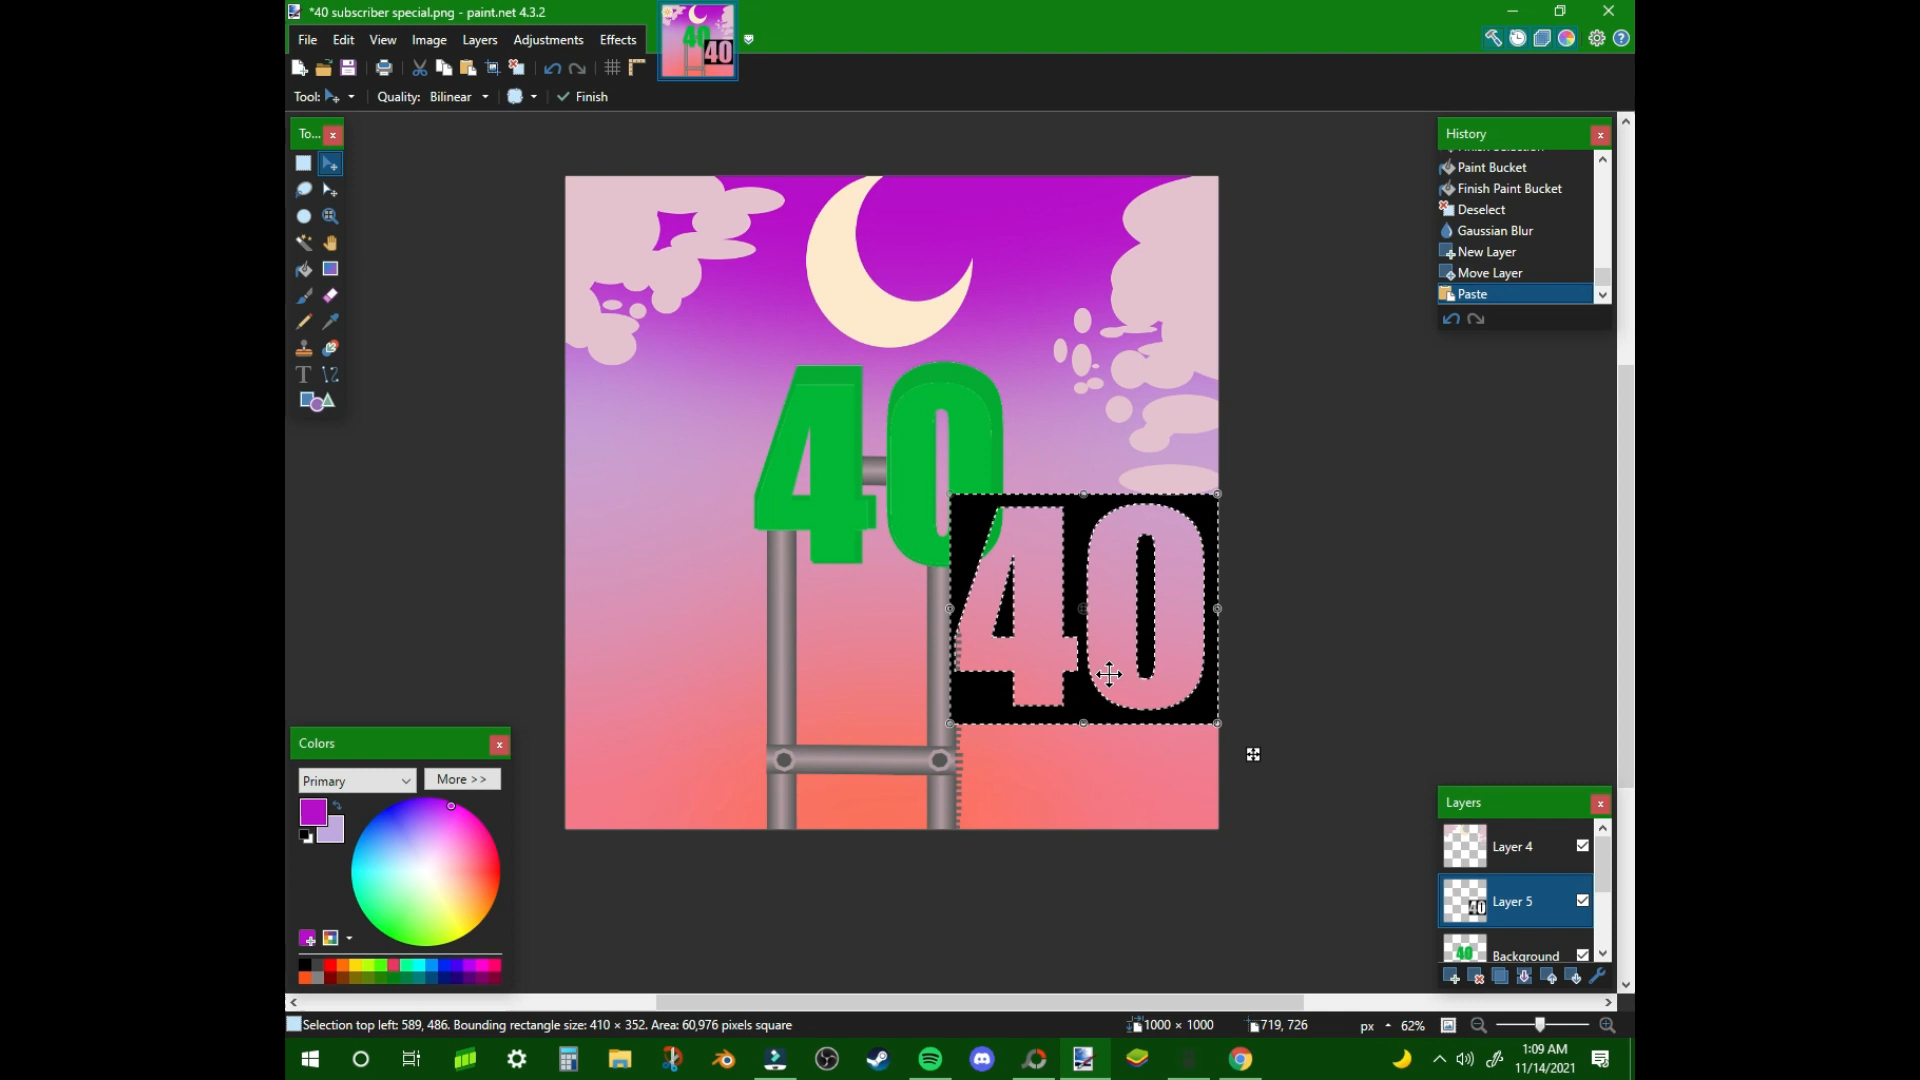 *40 subscriber special.png - paint.net 4.3.2
File Edit View Image Layers Adjustments Effects
Tool: Quality: Bilinear Finish
To...
History
Paint Bucket
Finish Paint Bucket
Deselect
Gaussian Blur
New Layer
Move Layer
Paste
40
40
Colors
Primary
More >>
Layers
Layer 4
Layer 5
Background
Selection top left: 589, 486. Bounding rectangle size: 410 × 352. Area: 60,976 pixels square
1000 × 1000
719, 726
px
62%
1:09 AM
11/14/2021